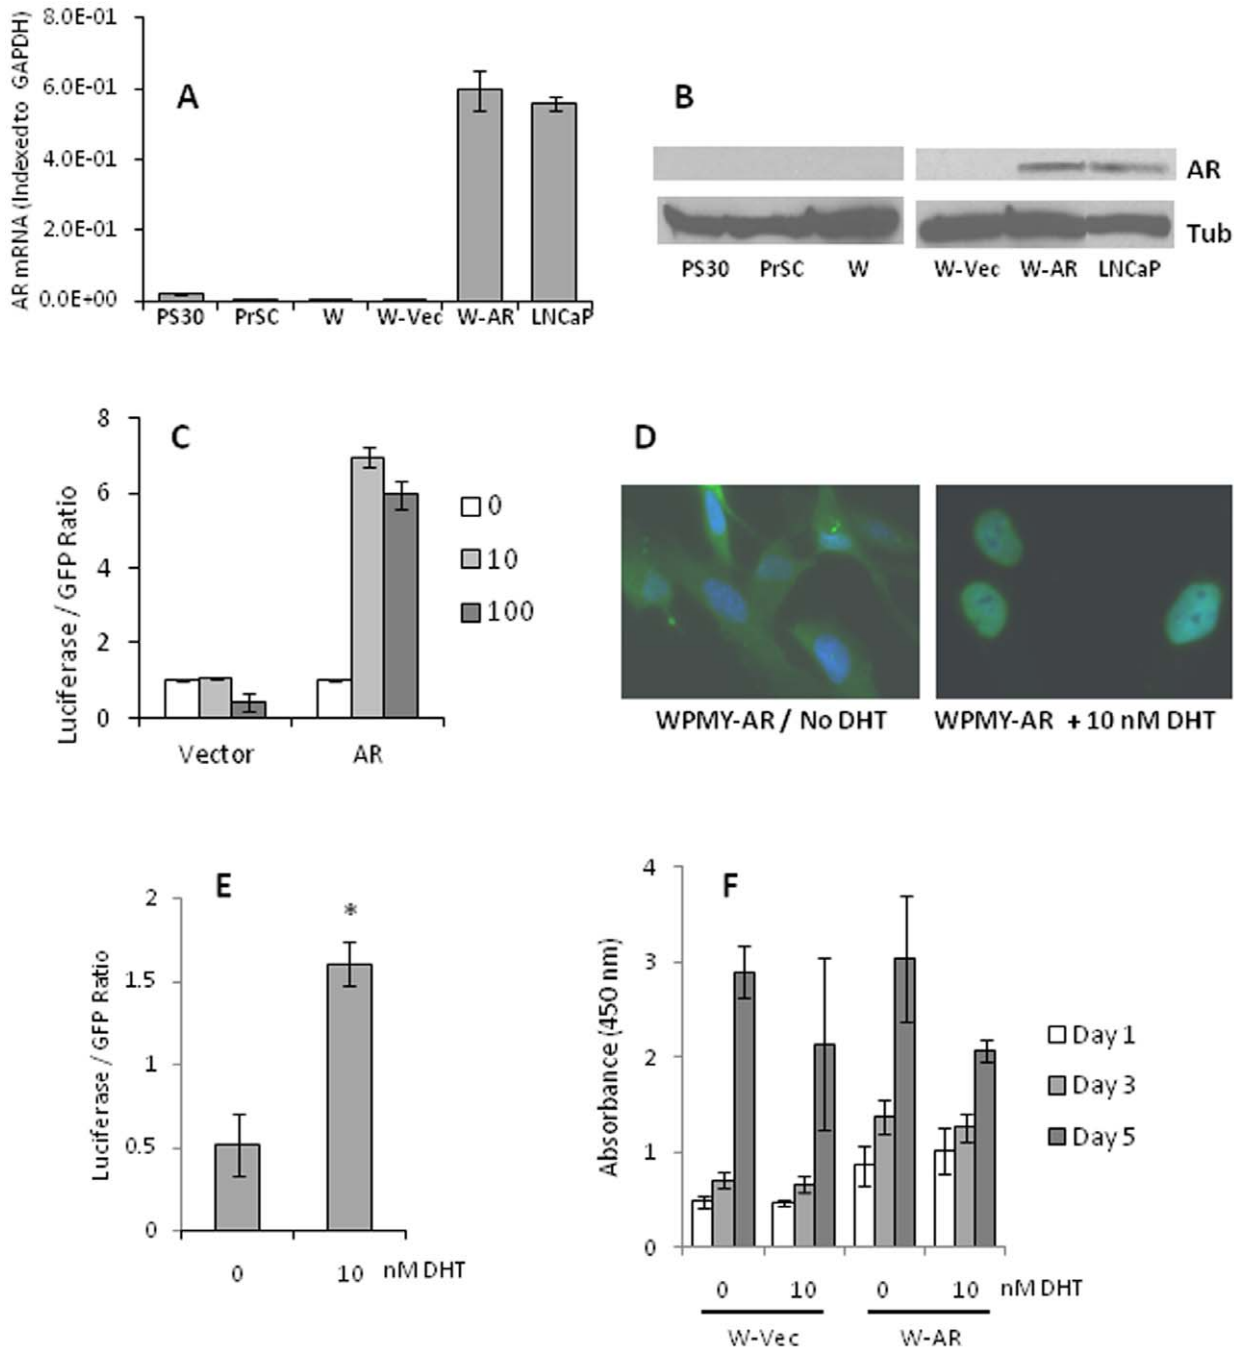 A
AR mRNA (Indexed to GAPDH)
8.0E-01
6.0E-01
4.0E-01
2.0E-01
0.0E+00
PS30 PrSC W W-Vec W-AR LNCaP
B
AR
Tub
PS30 PrSC W W-Vec W-AR LNCaP
C
Luciferase / GFP Ratio
8
6
4
2
0
Vector AR
0
10
100
D
WPMY-AR / No DHT
WPMY-AR + 10 nM DHT
E
Luciferase / GFP Ratio
2
1.5
1
0.5
0
*
0 10 nM DHT
F
Absorbance (450 nm)
4
3
2
1
0
Day 1
Day 3
Day 5
0 10 0 10 nM DHT
W-Vec W-AR